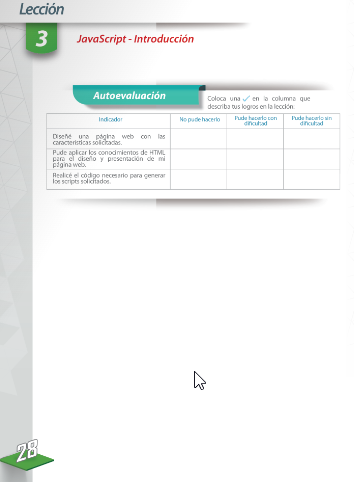 Lección
3
JavaScript - Introducción
Autoevaluación
Coloca una ✓ en la columna que
describa tus logros en la lección.
Indicador
No pude hacerlo
Pude hacerlo con
dificultad
Pude hacerlo sin
dificultad
Diseñé una página web con las
características solicitadas.
Pude aplicar los conocimientos de HTML
para el diseño y presentación de mi
página web.
Realicé el código necesario para generar
los scripts solicitados.
28